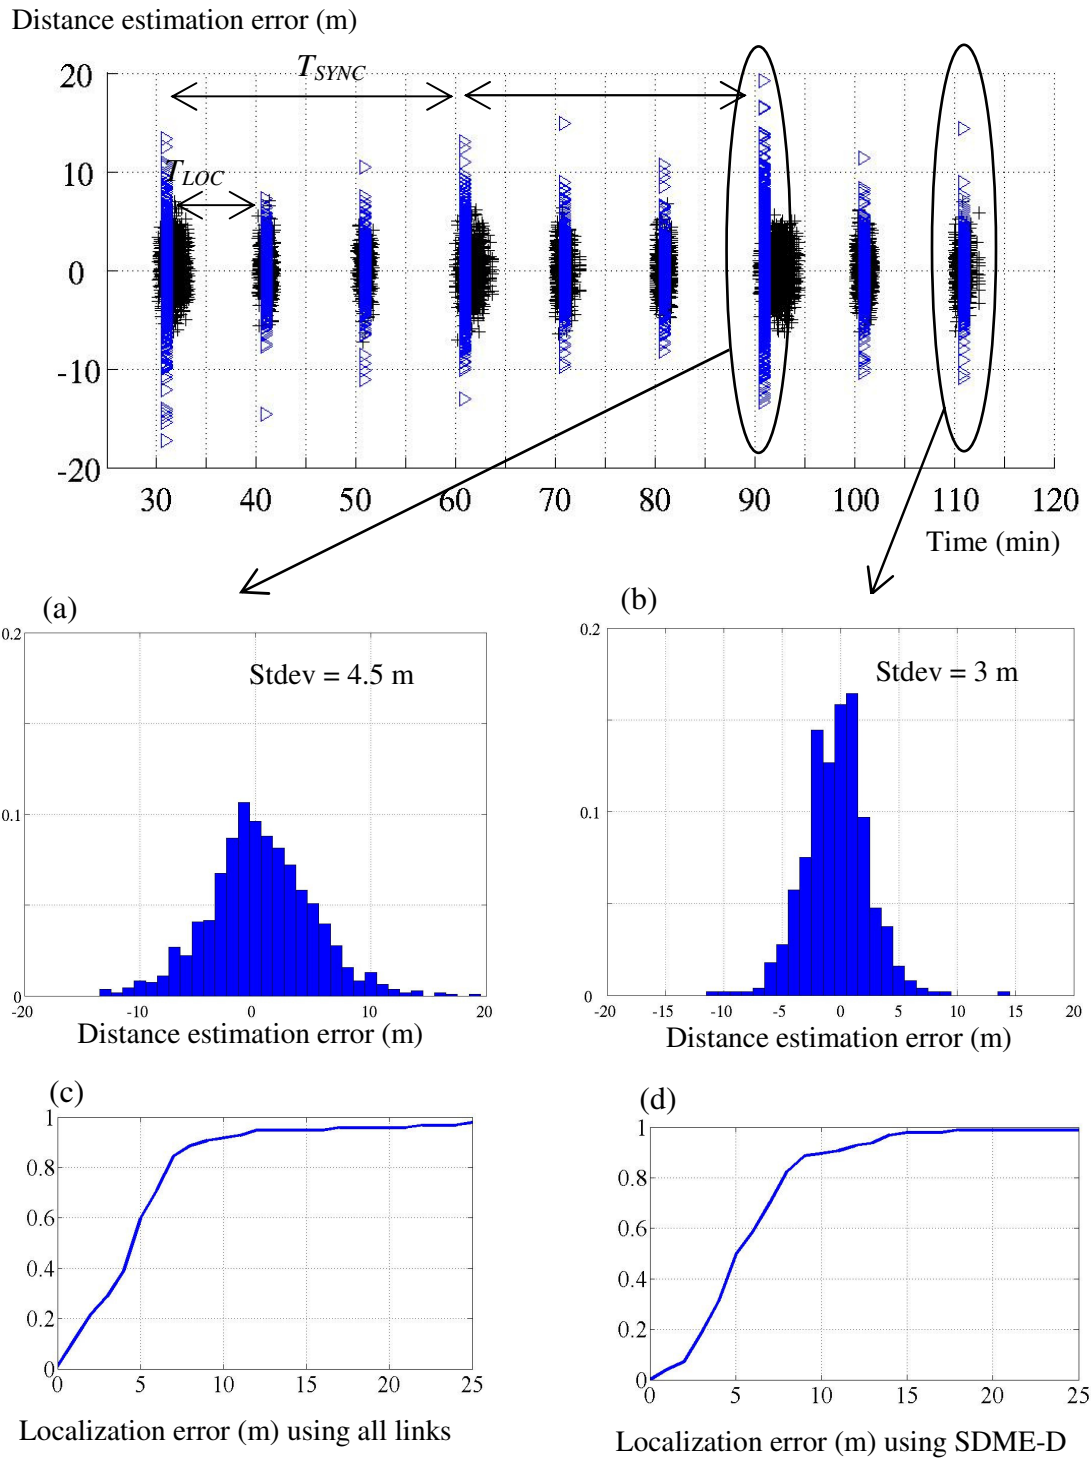 Distance estimation error (m)
20
T_SYNC
10
T_LOC
0
-10
-20
30 40 50 60 70 80 90 100 110 120
Time (min)
(a)
(b)
0.2
Stdev = 4.5 m
0.1
0
-20 -10 0 10 20
Distance estimation error (m)
0.2
Stdev = 3 m
0.1
0
-20 -15 -10 -5 0 5 10 15 20
Distance estimation error (m)
(c)
1
0.8
0.6
0.4
0.2
0
0 5 10 15 20 25
Localization error (m) using all links
(d)
1
0.8
0.6
0.4
0.2
0
0 5 10 15 20 25
Localization error (m) using SDME-D